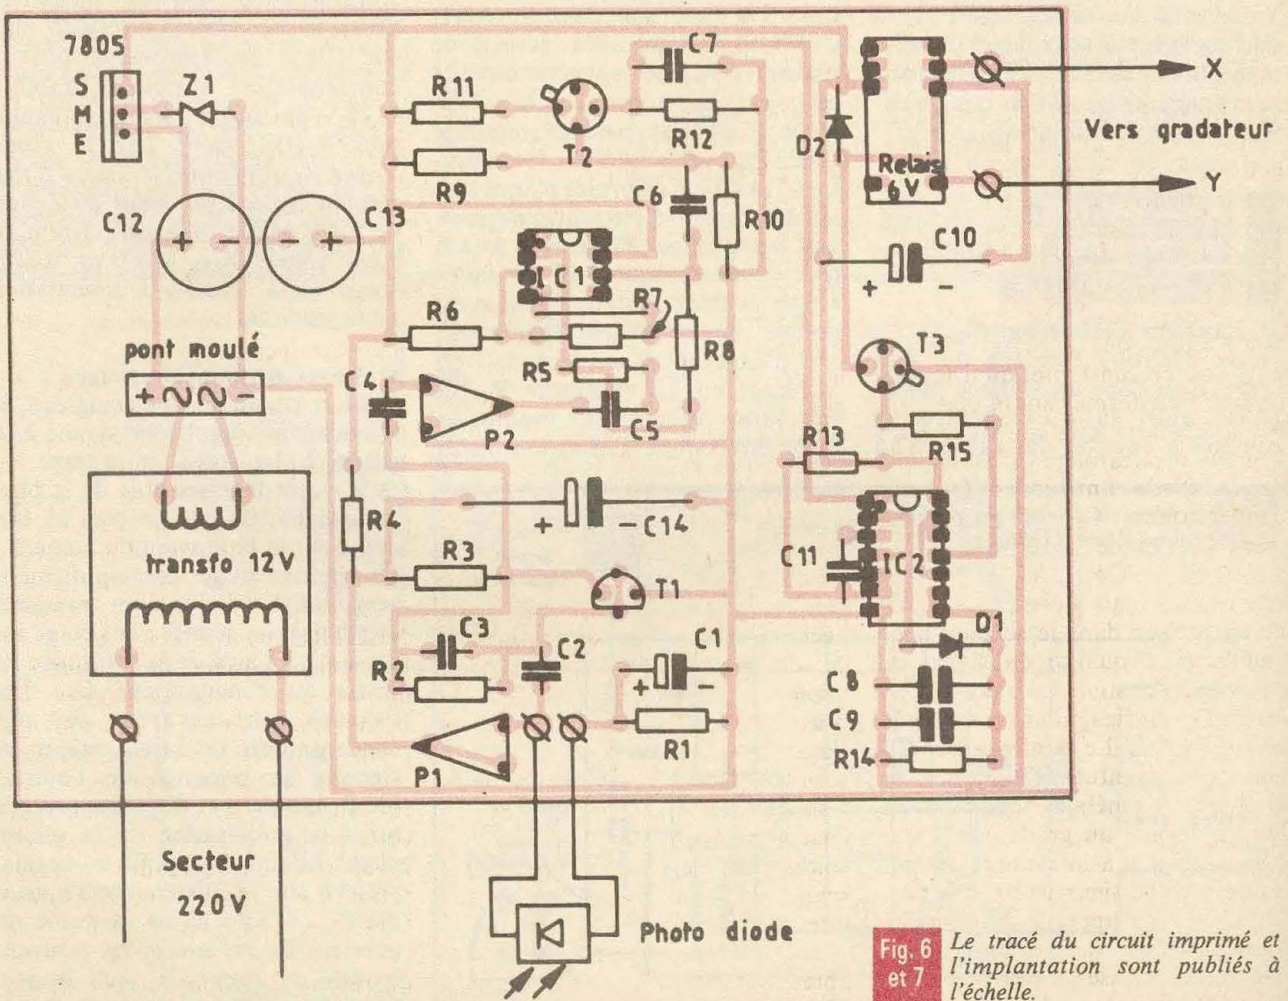 7805
S
M
E
Z1
R11
C7
T2
R12
D2
Relais
6V
X
Vers gradateur
Y
R9
C6
R10
C12
+ -
- +
C13
IC1
C10
+ -
R6
R7
R8
R5
T3
pont moulé
+ -
C4
P2
C5
R13
R15
R4
+ - C14
C11
IC2
transfo 12V
R3
T1
D1
C3
C2
C1
R2
+ -
C8
C9
P1
R1
R14
Secteur
220V
Photo diode
Fig. 6
et 7
Le tracé du circuit imprimé et
l'implantation sont publiés à
l'échelle.